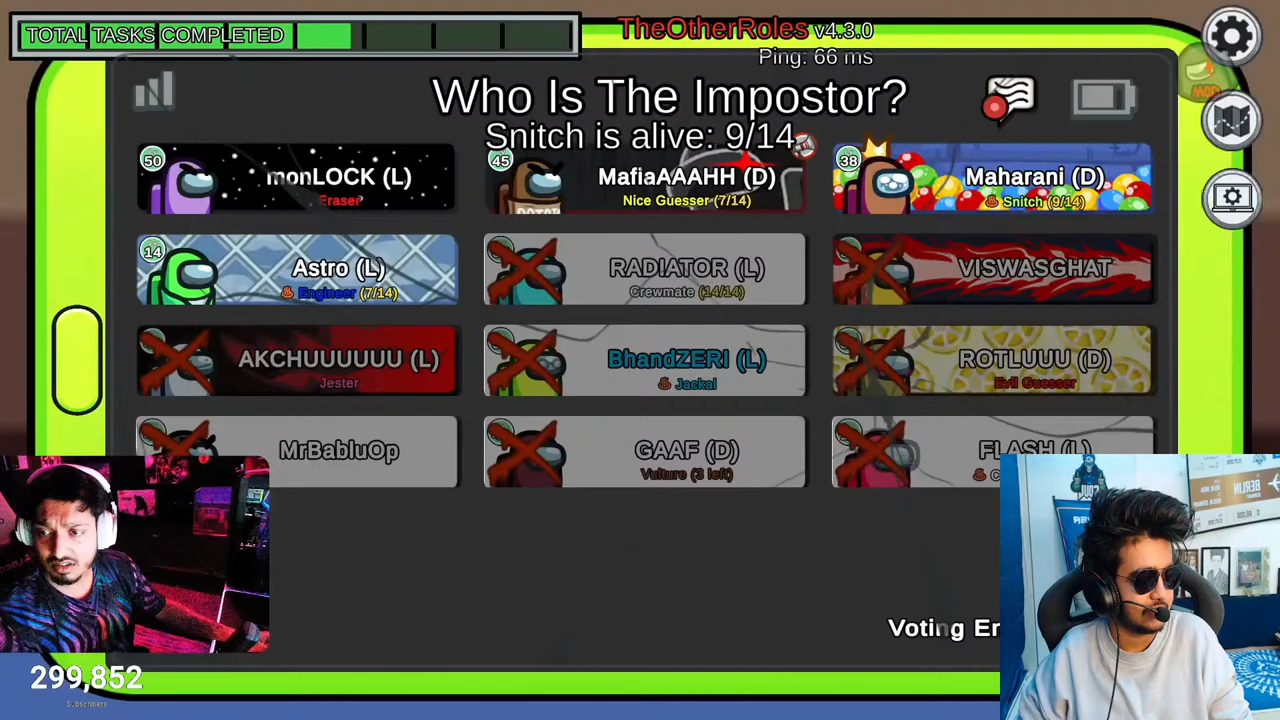 TOTAL TASKS COMPLETED
TheOtherRoles v4.3.0
Ping: 66 ms
MOD
Who Is The Impostor?
Snitch is alive: 9/14
50
monLOCK (L)
Eraser
45
MafiaAAAHH (D)
Nice Guesser (7/14)
38
Maharani (D)
Snitch (9/14)
14
Astro (L)
Engineer (7/14)
RADIATOR (L)
Crewmate (14/14)
VISWASGHAT
AKCHUUUUUU (L)
Jester
BhandZERI (L)
Jackal
ROTLUUU (D)
Evil Guesser
MrBabluOp
GAAF (D)
Vulture (3 left)
FLASH (L)
BERLIN
Voting En
299,852
Subscribers